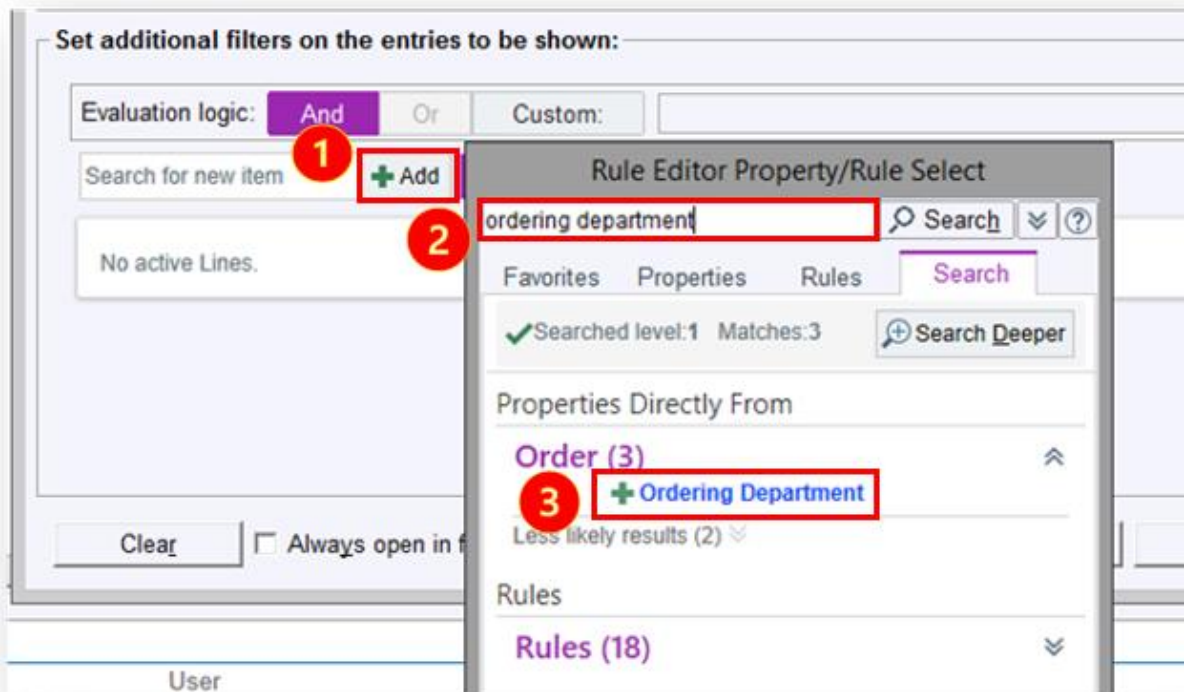 Set additional filters on the entries to be shown:
Evaluation logic: And Or Custom:
1
Search for new item Add
Rule Editor Property/Rule Select
2
ordering department Search
No active Lines.
Favorites Properties Rules Search
Searched level:1 Matches:3 Search Deeper
Properties Directly From
Order (3)
3
Ordering Department
Less likely results (2)
Clear Always open in f
Rules
Rules (18)
User